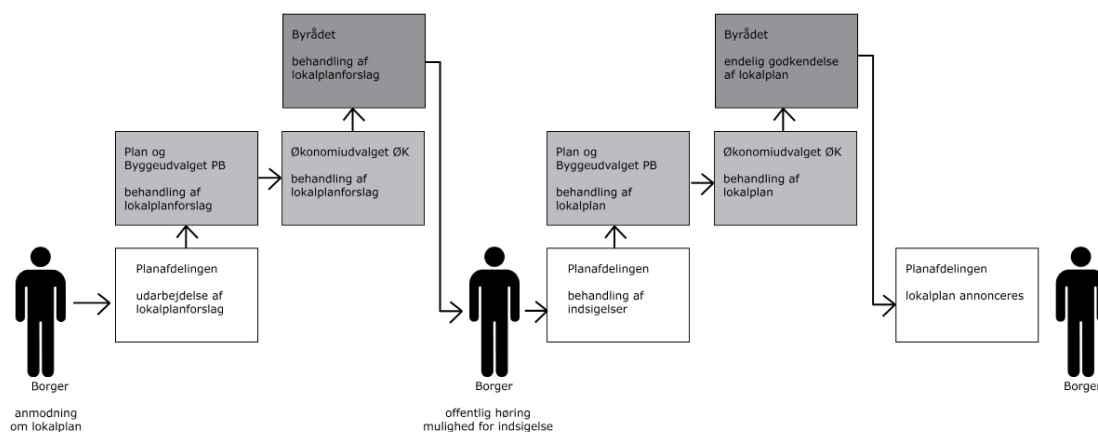 Borger
anmodning
om lokalplan
Planafdelingen
udarbejdelse af
lokalplanforslag
Plan og
Byggeudvalget PB
behandling af
lokalplanforslag
Økonomiudvalget ØK
behandling af
lokalplanforslag
Byrådet
behandling af
lokalplanforslag
Borger
offentlig høring
mulighed for indsigelse
Planafdelingen
behandling af
indsigelser
Plan og
Byggeudvalget PB
behandling af
lokalplan
Økonomiudvalget ØK
behandling af
lokalplan
Byrådet
endelig godkendelse
af lokalplan
Planafdelingen
lokalplan annonceres
Borger